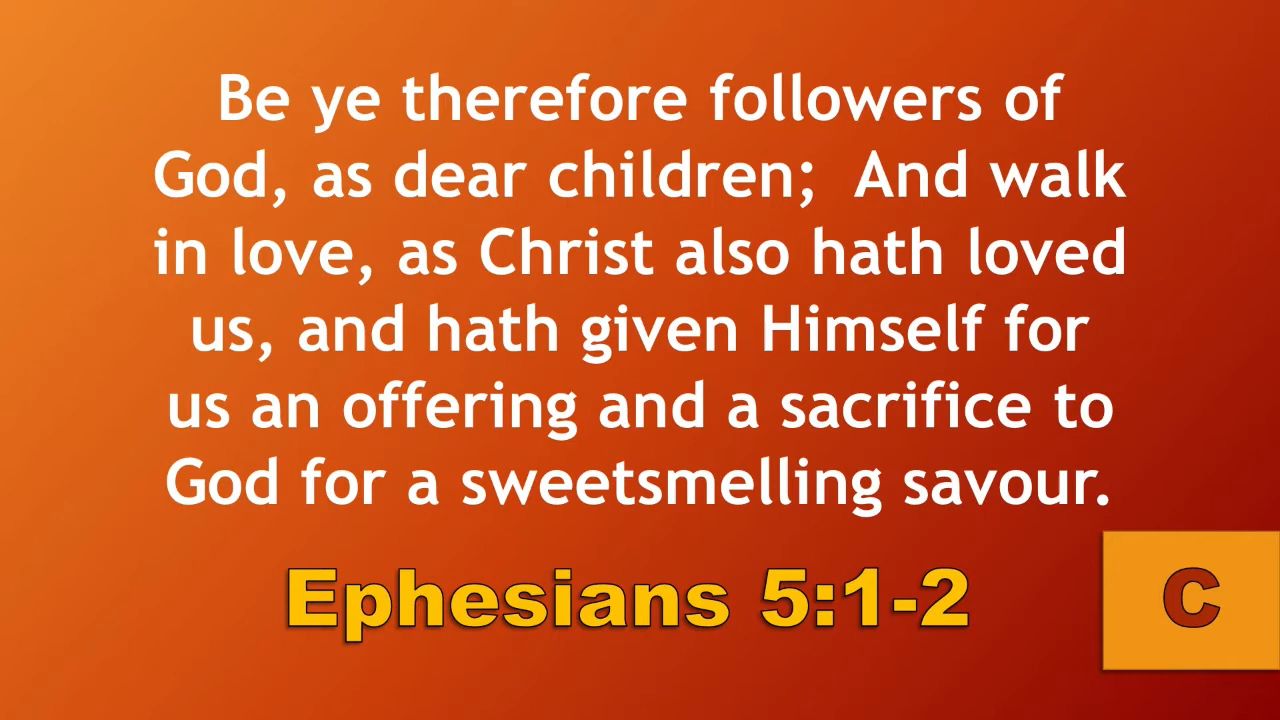 Be ye therefore followers of
God, as dear children;  And walk
in love, as Christ also hath loved
us, and hath given Himself for
us an offering and a sacrifice to
God for a sweetsmelling savour.
Ephesians 5:1-2
C